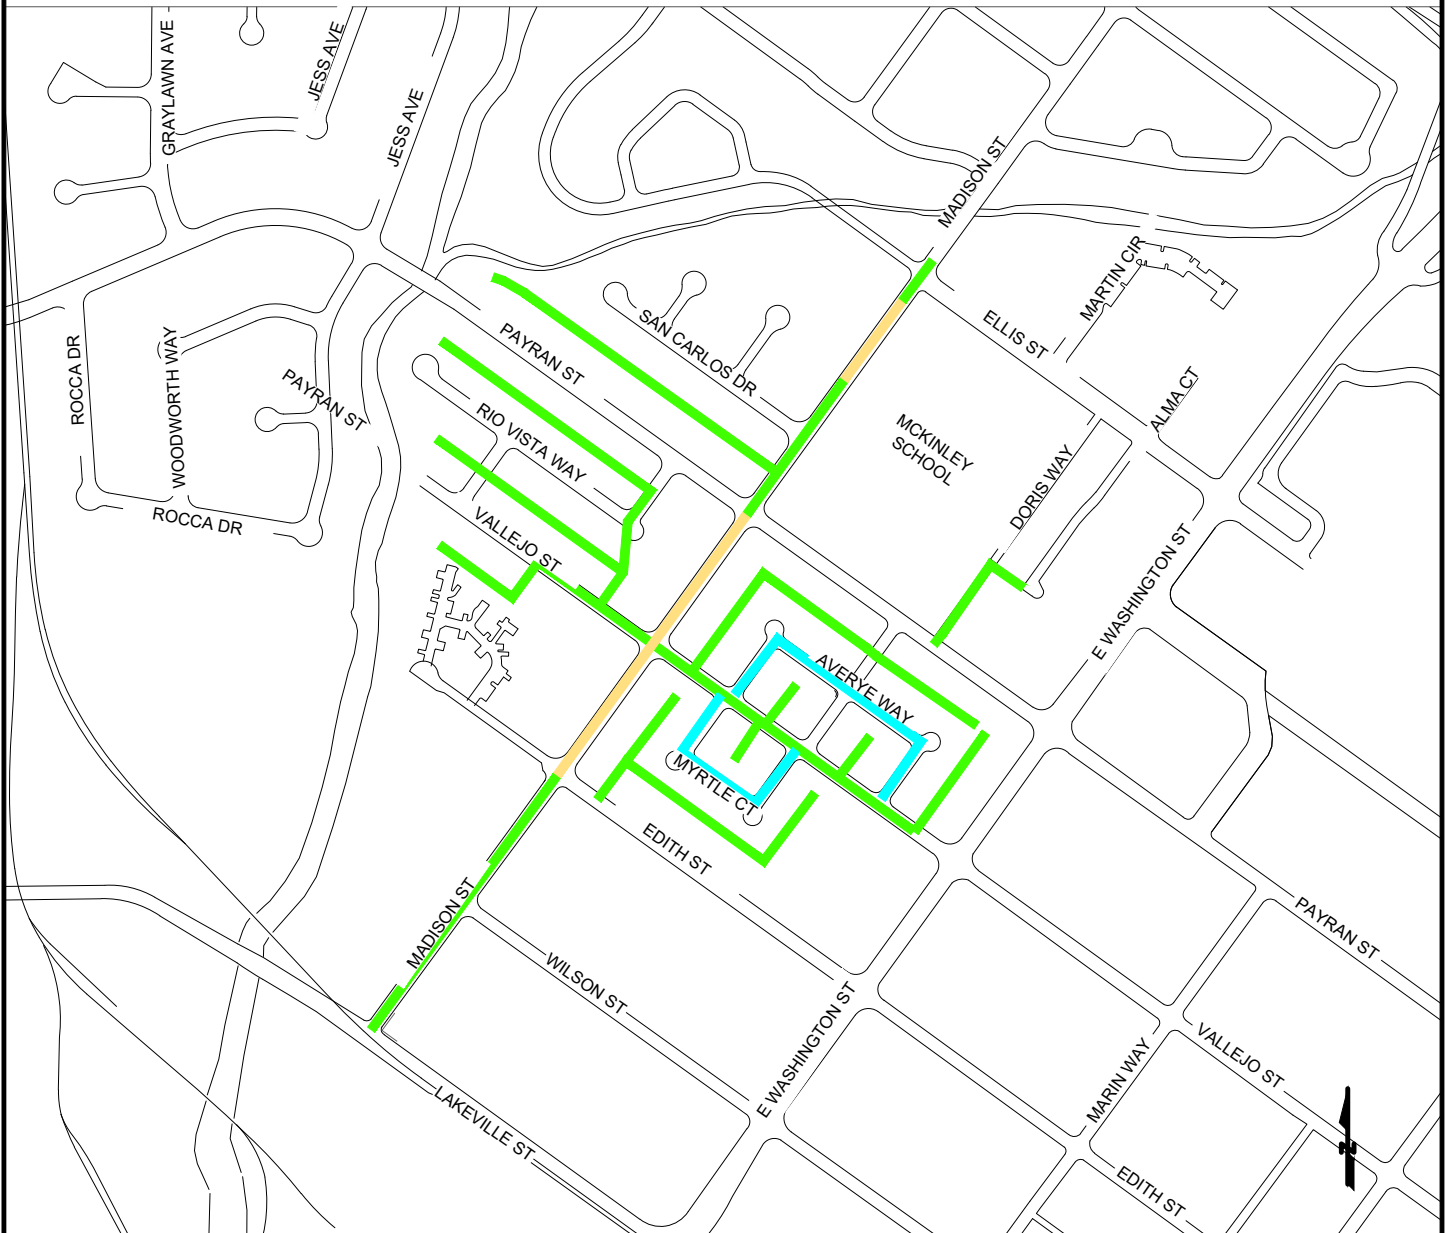 GRAYLAWN AVE
JESS AVE
JESS AVE
MADISON ST
MARTIN CIR
ELLIS ST
SAN CARLOS DR
PAYRAN ST
ROCCA DR
WOODWORTH WAY
PAYRAN ST
ALMA CT
RIO VISTA WAY
MCKINLEY
SCHOOL
DORIS WAY
ROCCA DR
VALLEJO ST
E WASHINGTON ST
AVERYE WAY
MYRTLE CT
EDITH ST
MADISON ST
PAYRAN ST
WILSON ST
E WASHINGTON ST
VALLEJO ST
MARIN WAY
LAKEVILLE ST
EDITH ST
N